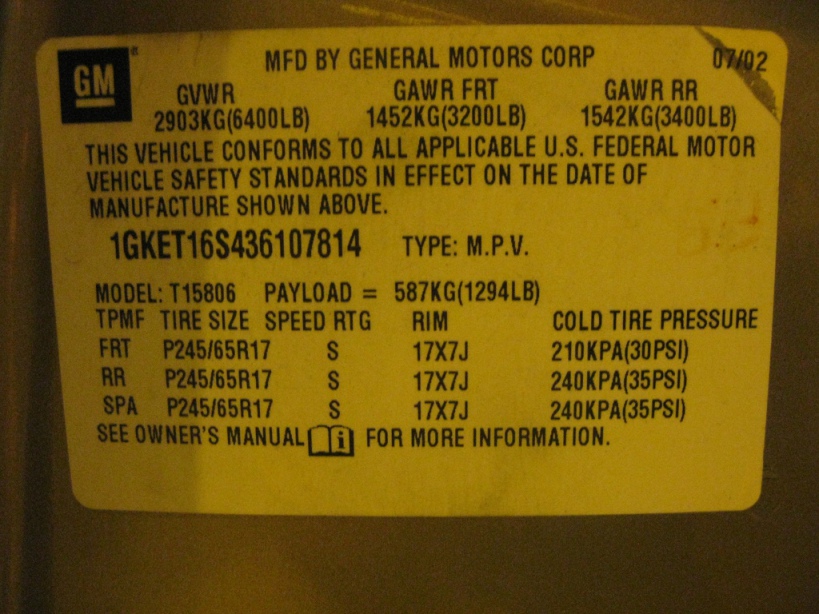 GM MFD BY GENERAL MOTORS CORP 07/02
GVWR GAWR FRT GAWR RR
2903KG(6400LB) 1452KG(3200LB) 1542KG(3400LB)
THIS VEHICLE CONFORMS TO ALL APPLICABLE U.S. FEDERAL MOTOR
VEHICLE SAFETY STANDARDS IN EFFECT ON THE DATE OF
MANUFACTURE SHOWN ABOVE.
1GKET16S436107814 TYPE: M.P.V.
MODEL: T15806 PAYLOAD = 587KG(1294LB)
TPMF TIRE SIZE SPEED RTG RIM COLD TIRE PRESSURE
FRT P245/65R17 S 17X7J 210KPA(30PSI)
RR P245/65R17 S 17X7J 240KPA(35PSI)
SPA P245/65R17 S 17X7J 240KPA(35PSI)
SEE OWNER'S MANUAL i FOR MORE INFORMATION.